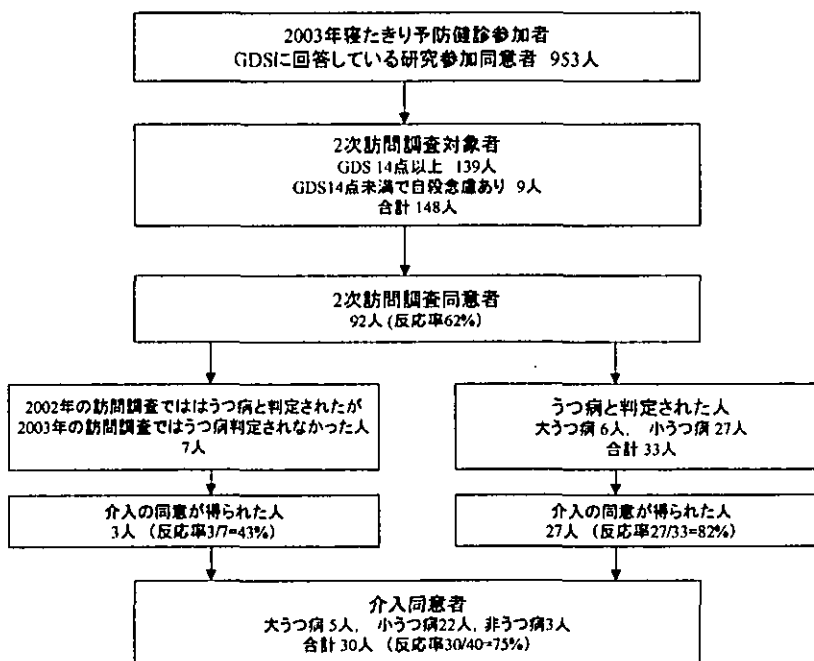 2003年寝たきり予防健診参加者
GDSに回答している研究参加同意者 953人
2次訪問調査対象者
GDS 14点以上 139人
GDS14点未満で自殺念慮あり 9人
合計 148人
2次訪問調査同意者
92人 (反応率62%)
2002年の訪問調査でははうつ病と判定されたが
2003年の訪問調査ではうつ病判定されなかった人
7人
うつ病と判定された人
大うつ病 6人, 小うつ病 27人
合計 33人
介入の同意が得られた人
3人 (反応率3/7=43%)
介入の同意が得られた人
27人 (反応率27/33=82%)
介入同意者
大うつ病 5人, 小うつ病22人, 非うつ病3人
合計 30人 (反応率30/40=75%)